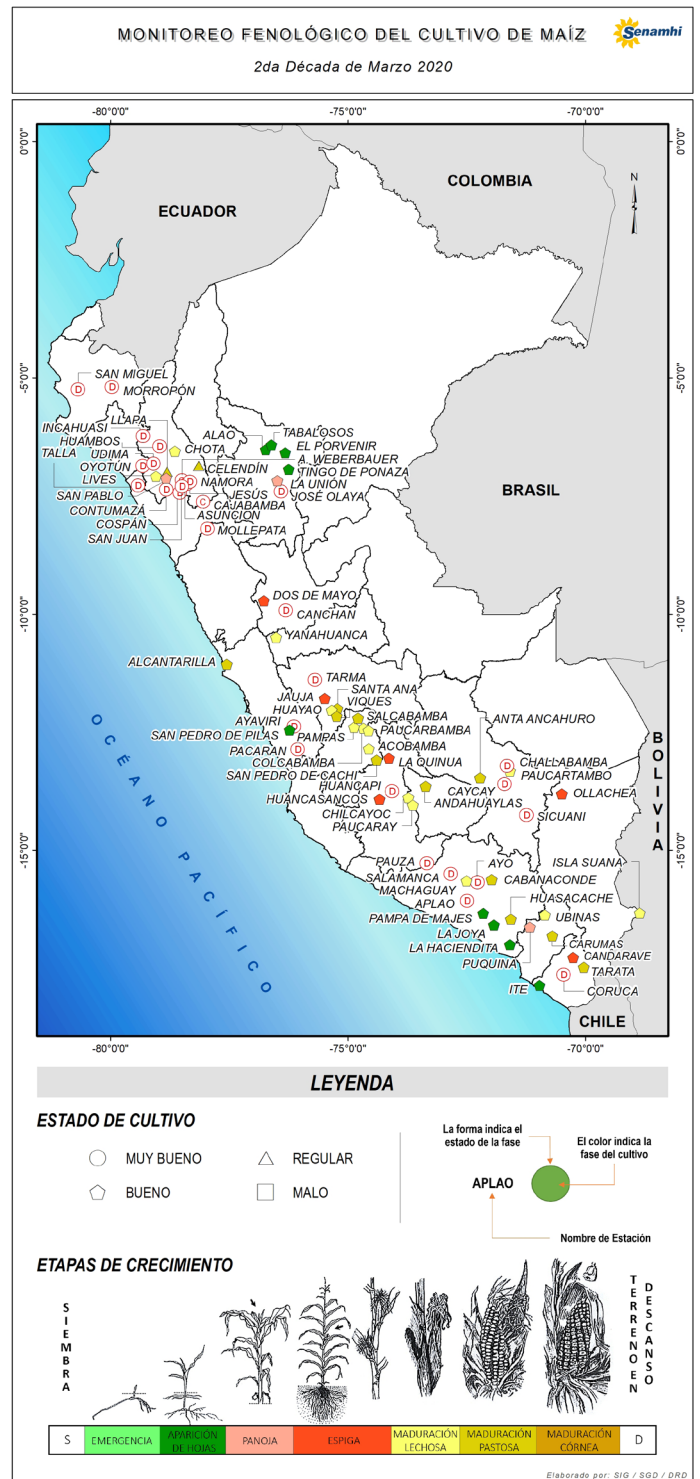 MONITOREO FENOLÓGICO DEL CULTIVO DE MAÍZ
Senamhi
2da Década de Marzo 2020
-80°0'0"
-75°0'0"
-70°0'0"
0°0'0"
N
COLOMBIA
ECUADOR
-5°0'0"
SAN MIGUEL
D
D
MORROPÓN
LLAPA
INCAHUASI
HUAMBOS
TALLA
UDIMA
CHOTA
OYOTÚN
LIVES
SAN PABLO
CONTUMAZÁ
COSPÁN
SAN JUAN
ALAO
TABALOSOS
EL PORVENIR
A. WEBERBAUER
CELENDÍN
TINGO DE PONAZA
NAMORA
LA UNIÓN
JESÚS
JOSÉ OLAYA
CAJABAMBA
ASUNCION
MOLLEPATA
BRASIL
-10°0'0"
DOS DE MAYO
CANCHAN
YANAHUANCA
ALCANTARILLA
TARMA
SANTA ANA
JAUJA
VIQUES
HUAYAO
SALCABAMBA
ANTA ANCAHURO
AYAVIRI
PAUCARBAMBA
SAN PEDRO DE PILAS
PAMPAS
ACOBAMBA
PACARAN
COLCABAMBA
LA QUINUA
CHALLABAMBA
SAN PEDRO DE CACHI
PAUCARTAMBO
HUANCAPI
CAYCAY
OLLACHEA
HUANCASANCOS
ANDAHUAYLAS
CHILCAYOC
SICUANI
PAUCARAY
BOLIVIA
OCÉANO PACÍFICO
-15°0'0"
PAUZA
AYO
ISLA SUANA
SALAMANCA
CABANACONDE
MACHAGUAY
HUASACACHE
APLAO
PAMPA DE MAJES
UBINAS
LA JOYA
CARUMAS
LA HACIENDITA
CANDARAVE
PUQUINA
TARATA
ITE
CORUCA
CHILE
-80°0'0"
-75°0'0"
-70°0'0"
LEYENDA
ESTADO DE CULTIVO
MUY BUENO
REGULAR
BUENO
MALO
La forma indica el estado de la fase
El color indica la fase del cultivo
APLAO
Nombre de Estación
ETAPAS DE CRECIMIENTO
SIEMBRA
TERRENO EN DESCANSO
S
EMERGENCIA
APARICIÓN DE HOJAS
PANOJA
ESPIGA
MADURACIÓN LECHOSA
MADURACIÓN PASTOSA
MADURACIÓN CÓRNEA
D
Elaborado por: SIG / SGD / DRD